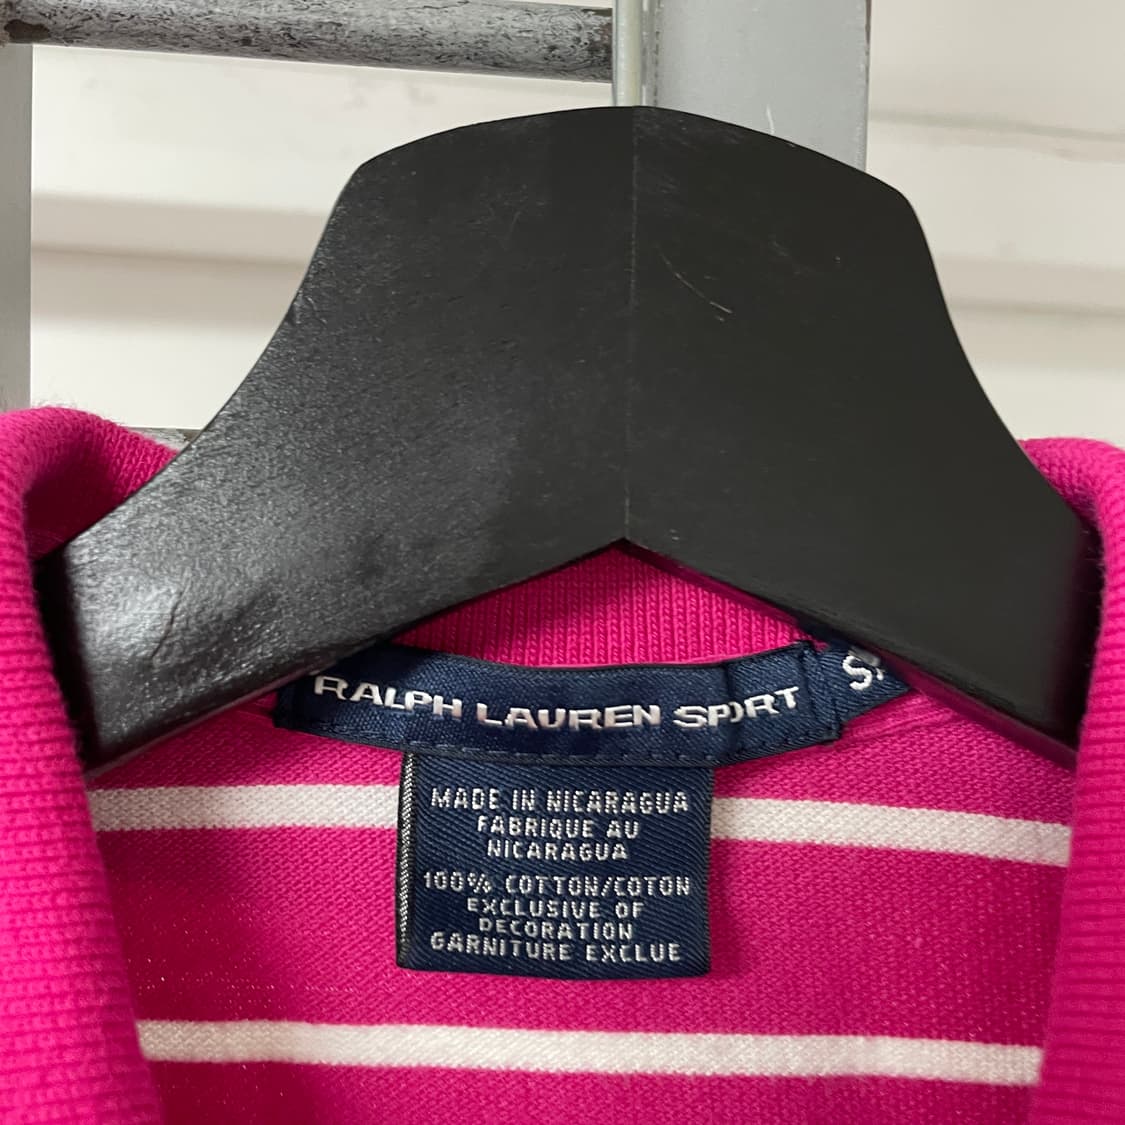 RALPH LAUREN SPORT
MADE IN NICARAGUA
FABRIQUE AU
NICARAGUA
100% COTTON/COTON
EXCLUSIVE OF
DECORATION
GARNITURE EXCLUE